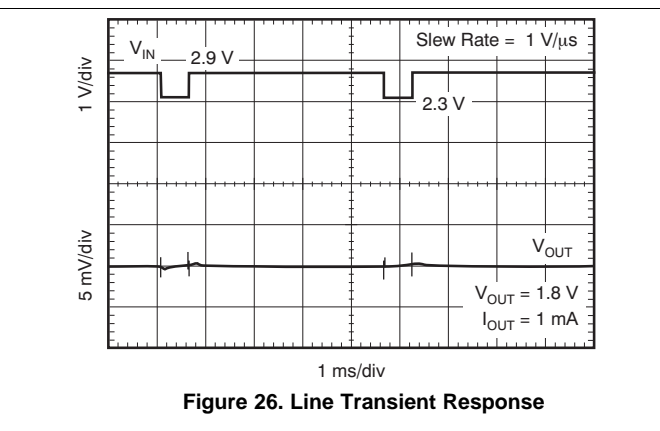 Slew Rate = 1 V/μs
VIN
2.9 V
1 V/div
2.3 V
5 mV/div
VOUT
VOUT = 1.8 V
IOUT = 1 mA
1 ms/div
Figure 26. Line Transient Response